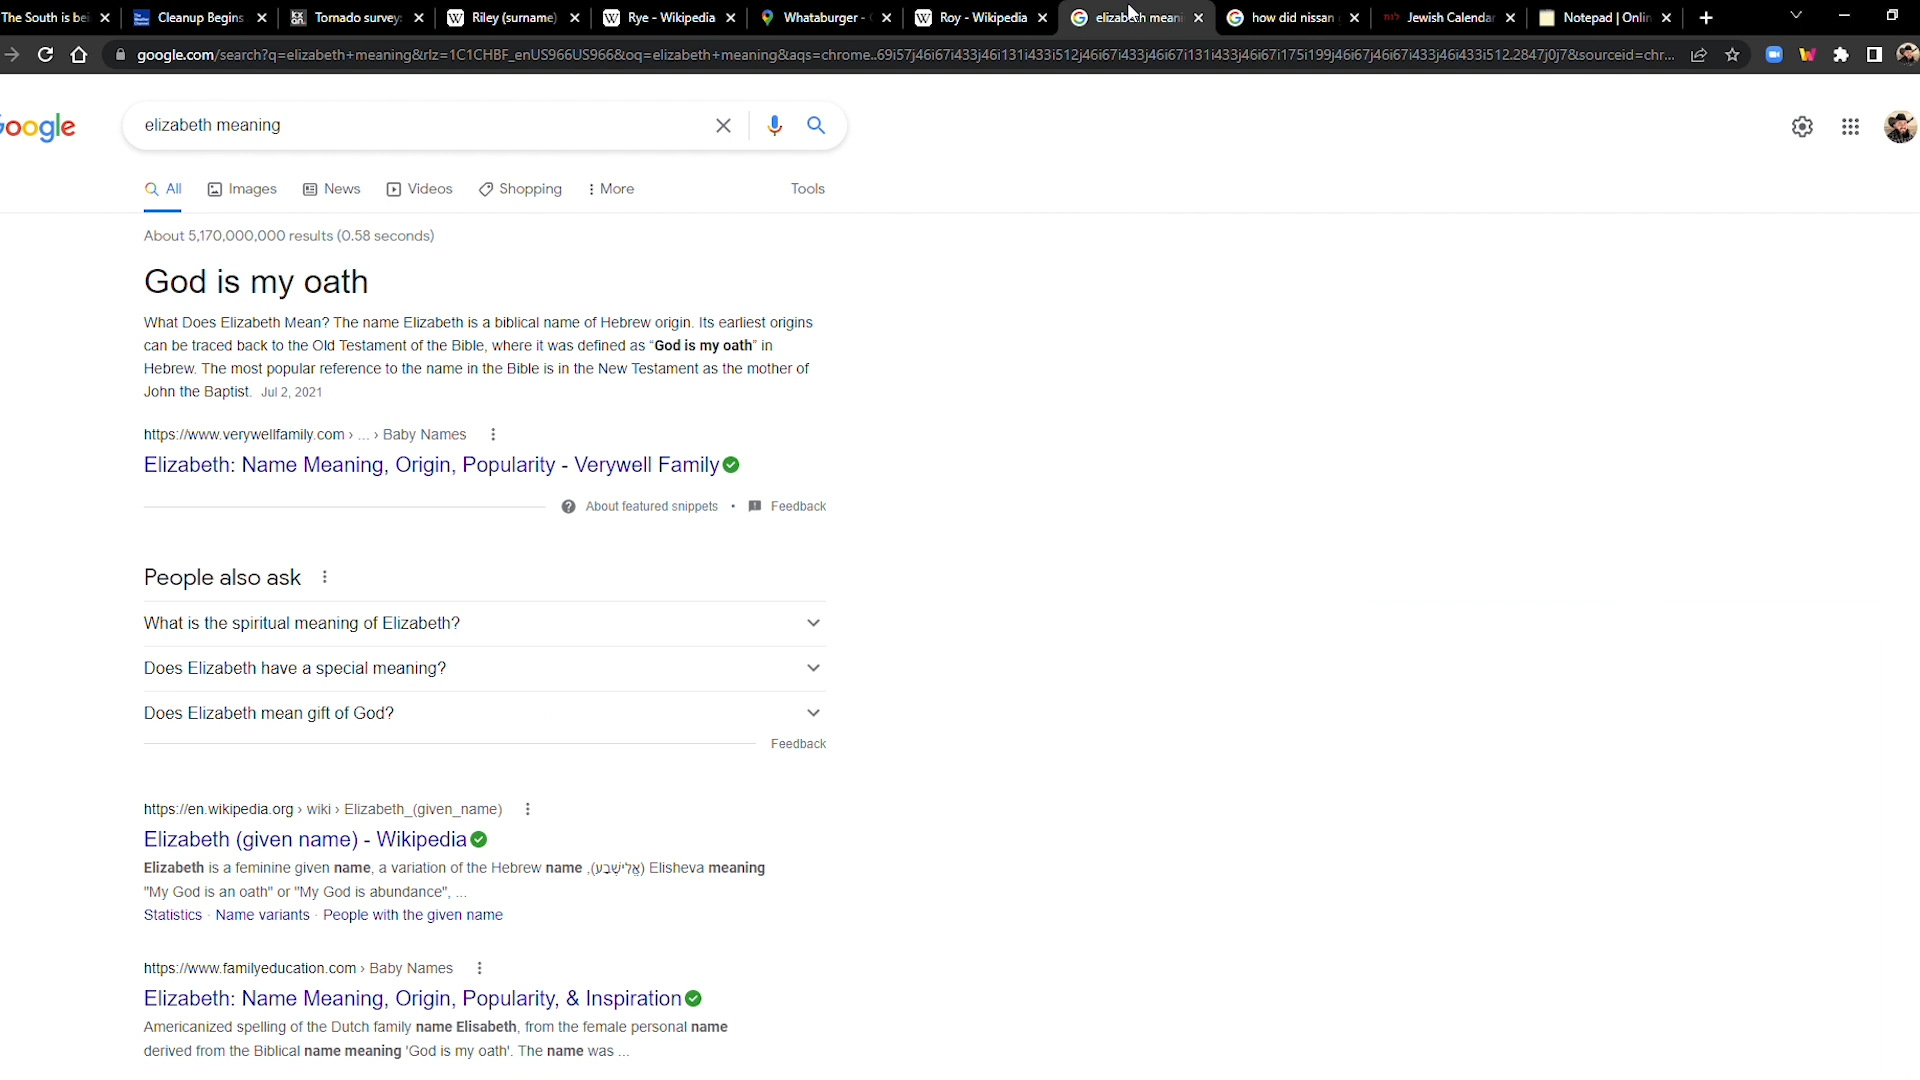 The South is be
Cleanup Begins
Tornado survey:
Riley (surname)
Rye - Wikipedia
Whataburger -
Roy - Wikipedia
elizabeth meani
how did nissan
Jewish Calendar
Notepad | Onlin
google.com/search?q=elizabeth+meaning&rlz=1C1CHBF_enUS966US966&oq=elizabeth+meaning&aqs=chrome..69i57j46i67i433j46i131i433i512j46i67i433j46i67i131i433j46i67i175i199j46i67j46i67i433j46i433i512.2847j0j7&sourceid=chr...
oogle
elizabeth meaning
All
Images
News
Videos
Shopping
More
Tools
About 5,170,000,000 results (0.58 seconds)
God is my oath
What Does Elizabeth Mean? The name Elizabeth is a biblical name of Hebrew origin. Its earliest origins
can be traced back to the Old Testament of the Bible, where it was defined as “God is my oath” in
Hebrew. The most popular reference to the name in the Bible is in the New Testament as the mother of
John the Baptist. Jul 2, 2021
https://www.verywellfamily.com › ... › Baby Names
Elizabeth: Name Meaning, Origin, Popularity - Verywell Family
About featured snippets • Feedback
People also ask
What is the spiritual meaning of Elizabeth?
Does Elizabeth have a special meaning?
Does Elizabeth mean gift of God?
Feedback
https://en.wikipedia.org › wiki › Elizabeth_(given_name)
Elizabeth (given name) - Wikipedia
Elizabeth is a feminine given name, a variation of the Hebrew name Elisheva (אֱלִישֶׁבַע), meaning
"My God is an oath" or "My God is abundance", ...
Statistics · Name variants · People with the given name
https://www.familyeducation.com › Baby Names
Elizabeth: Name Meaning, Origin, Popularity, & Inspiration
Americanized spelling of the Dutch family name Elisabeth, from the female personal name
derived from the Biblical name meaning 'God is my oath'. The name was ...